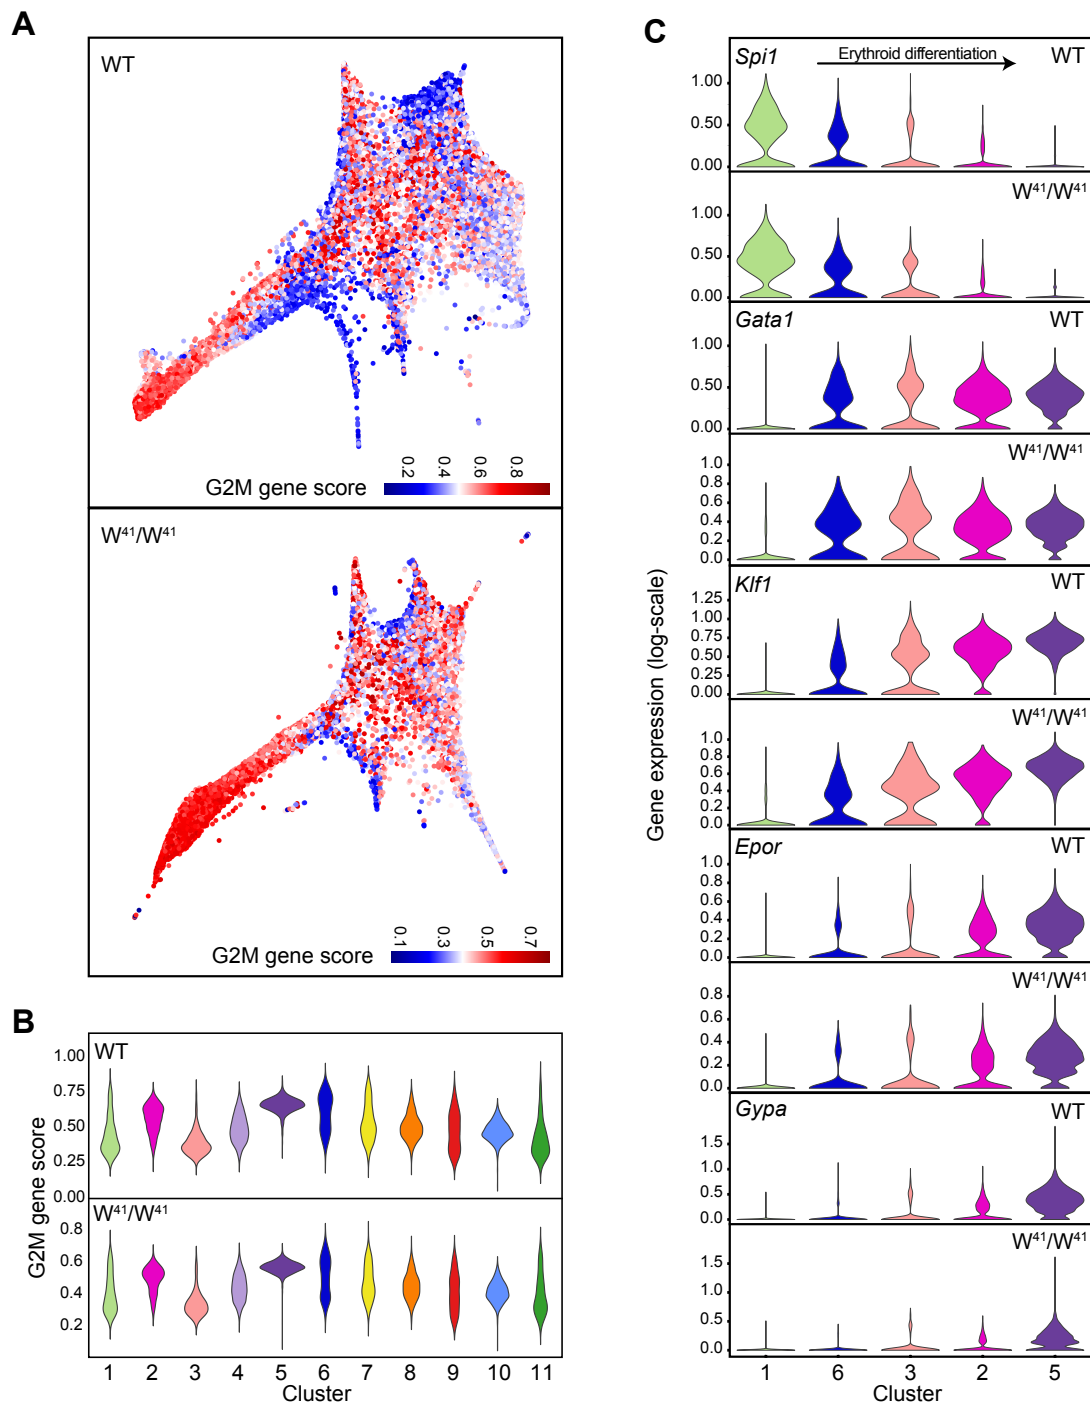 A
WT
0.2 0.4 0.6 0.8
G2M gene score
W41/W41
0.1 0.3 0.5 0.7
G2M gene score
B
G2M gene score
WT
1.00
0.75
0.50
0.25
0.00
W41/W41
0.8
0.6
0.4
0.2
1 2 3 4 5 6 7 8 9 10 11
Cluster
C
Gene expression (log-scale)
Spi1 Erythroid differentiation WT
1.00
0.50
0.00
W41/W41
1.00
0.50
0.00
Gata1 WT
1.00
0.50
0.00
W41/W41
1.0
0.8
0.6
0.4
0.2
0.0
Klf1 WT
1.25
1.00
0.75
0.50
0.25
0.00
W41/W41
1.0
0.8
0.6
0.4
0.2
0.0
Epor WT
1.0
0.8
0.6
0.4
0.2
0.0
W41/W41
0.8
0.6
0.4
0.2
0.0
Gypa WT
1.5
1.0
0.5
0.0
W41/W41
1.5
1.0
0.5
0.0
1 6 3 2 5
Cluster